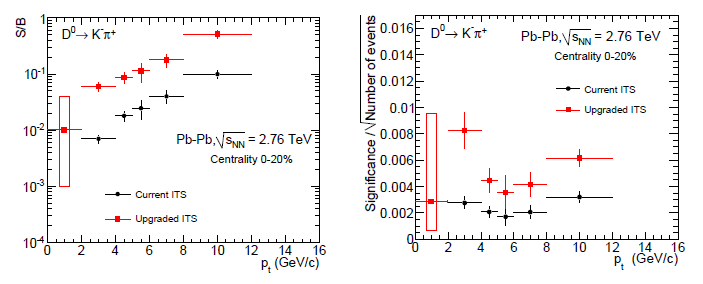 S/B
1
10-1
10-2
10-3
10-4
D0→ K-π+
Pb-Pb,√sNN = 2.76 TeV
Centrality 0-20%
Current ITS
Upgraded ITS
0 2 4 6 8 10 12 14 16
pt (GeV/c)
Significance / √Number of events
0.016
0.014
0.012
0.01
0.008
0.006
0.004
0.002
0
D0→ K-π+
Pb-Pb,√sNN = 2.76 TeV
Centrality 0-20%
Current ITS
Upgraded ITS
0 2 4 6 8 10 12 14 16
pt (GeV/c)